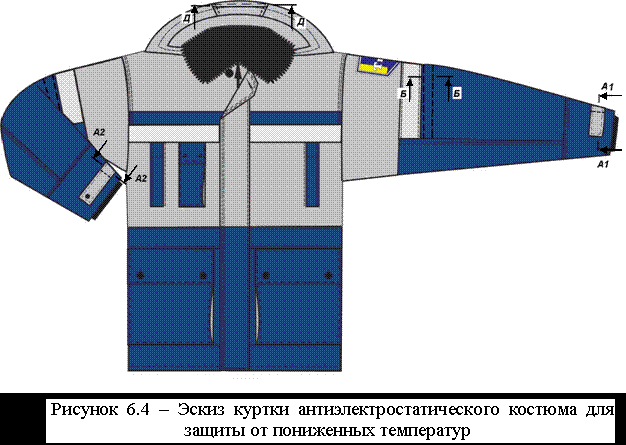 Д Д
А1
Б Б
А2
А2
А1
Рисунок 6.4 – Эскиз куртки антиэлектростатического костюма для
защиты от пониженных температур